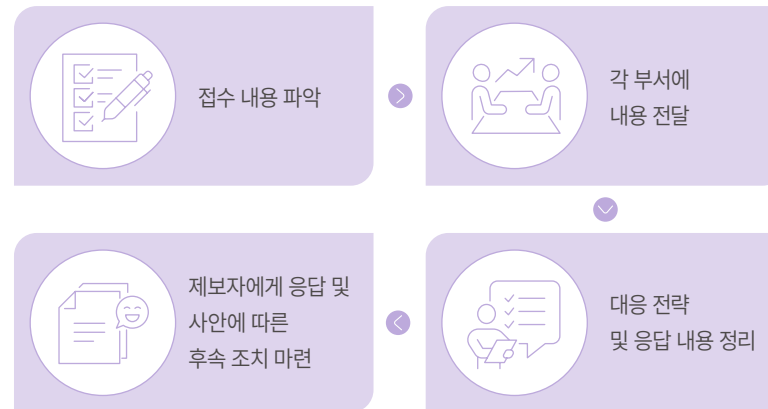 접수 내용 파악
각 부서에
내용 전달
대응 전략
및 응답 내용 정리
제보자에게 응답 및
사안에 따른
후속 조치 마련